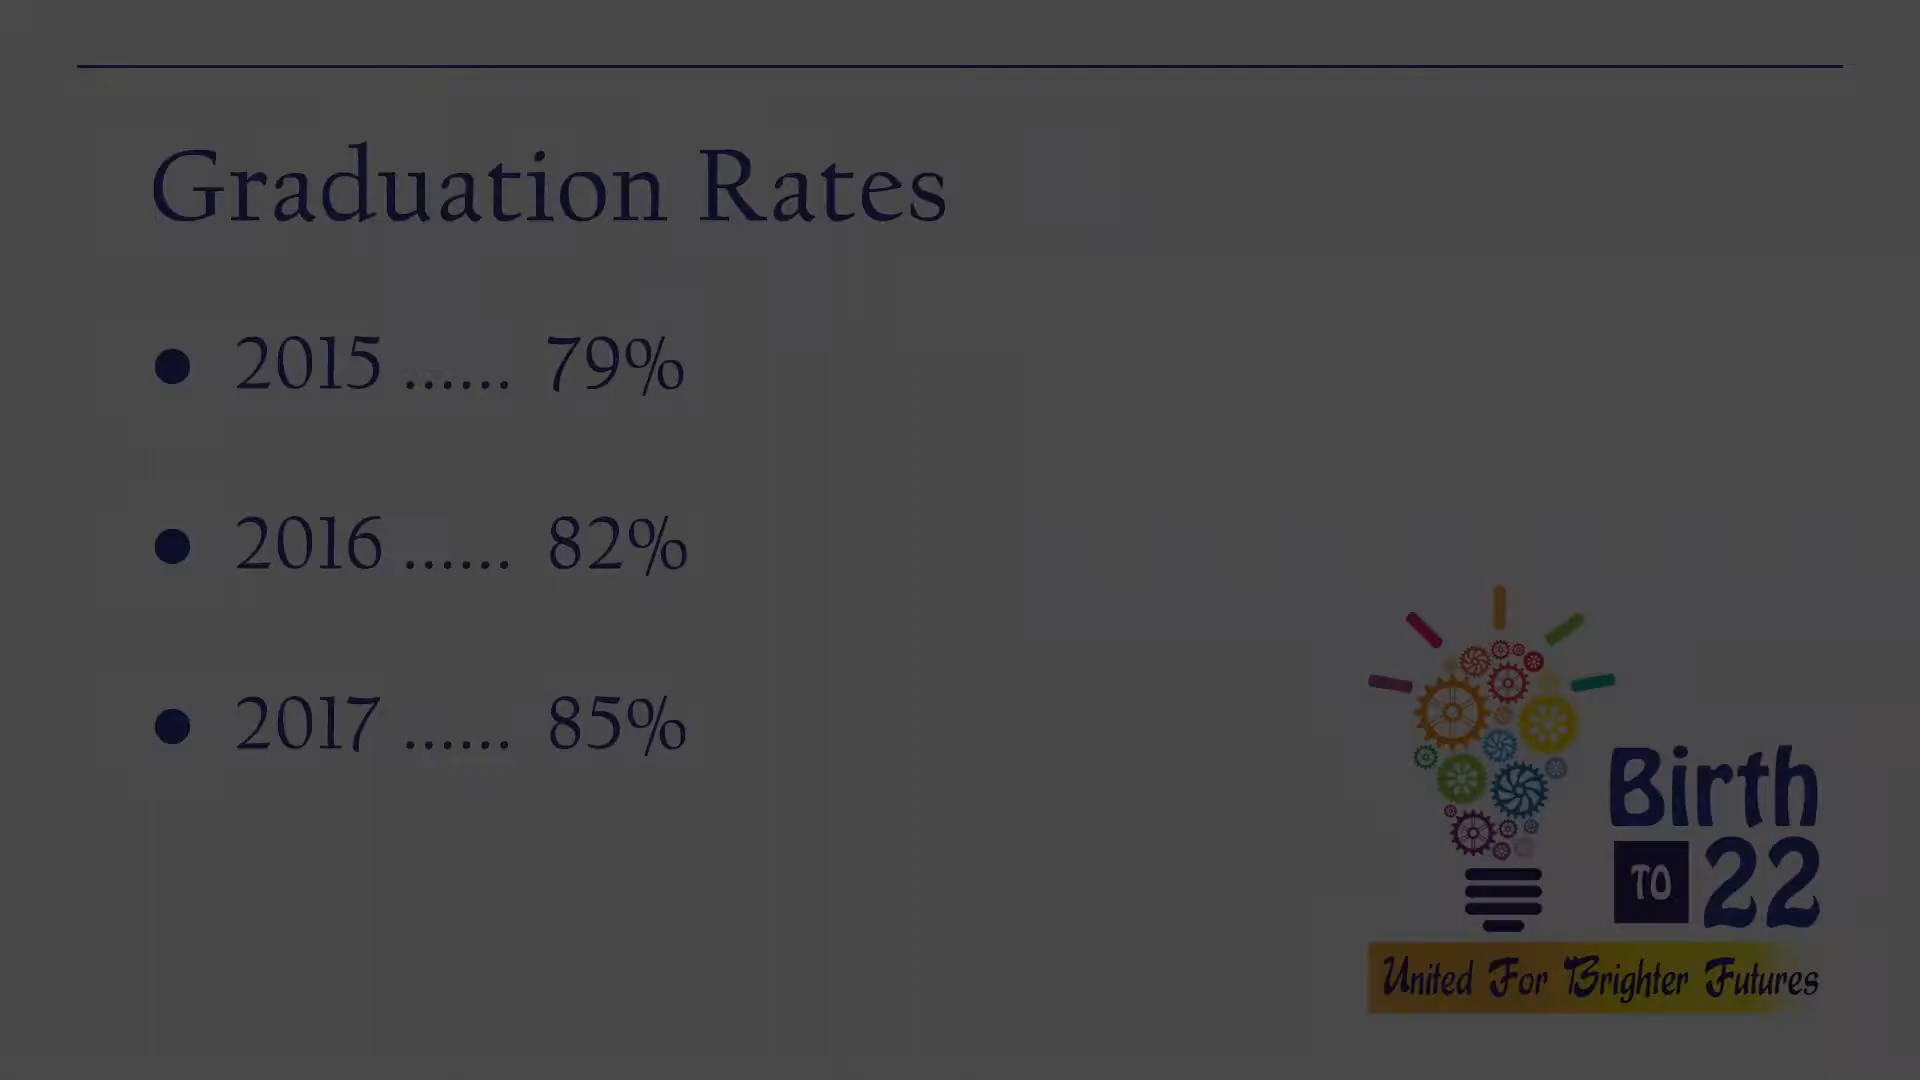 Graduation Rates
● 2015 ...... 79%
● 2016 ...... 82%
● 2017 ...... 85%
Birth
TO 22
United For Brighter Futures